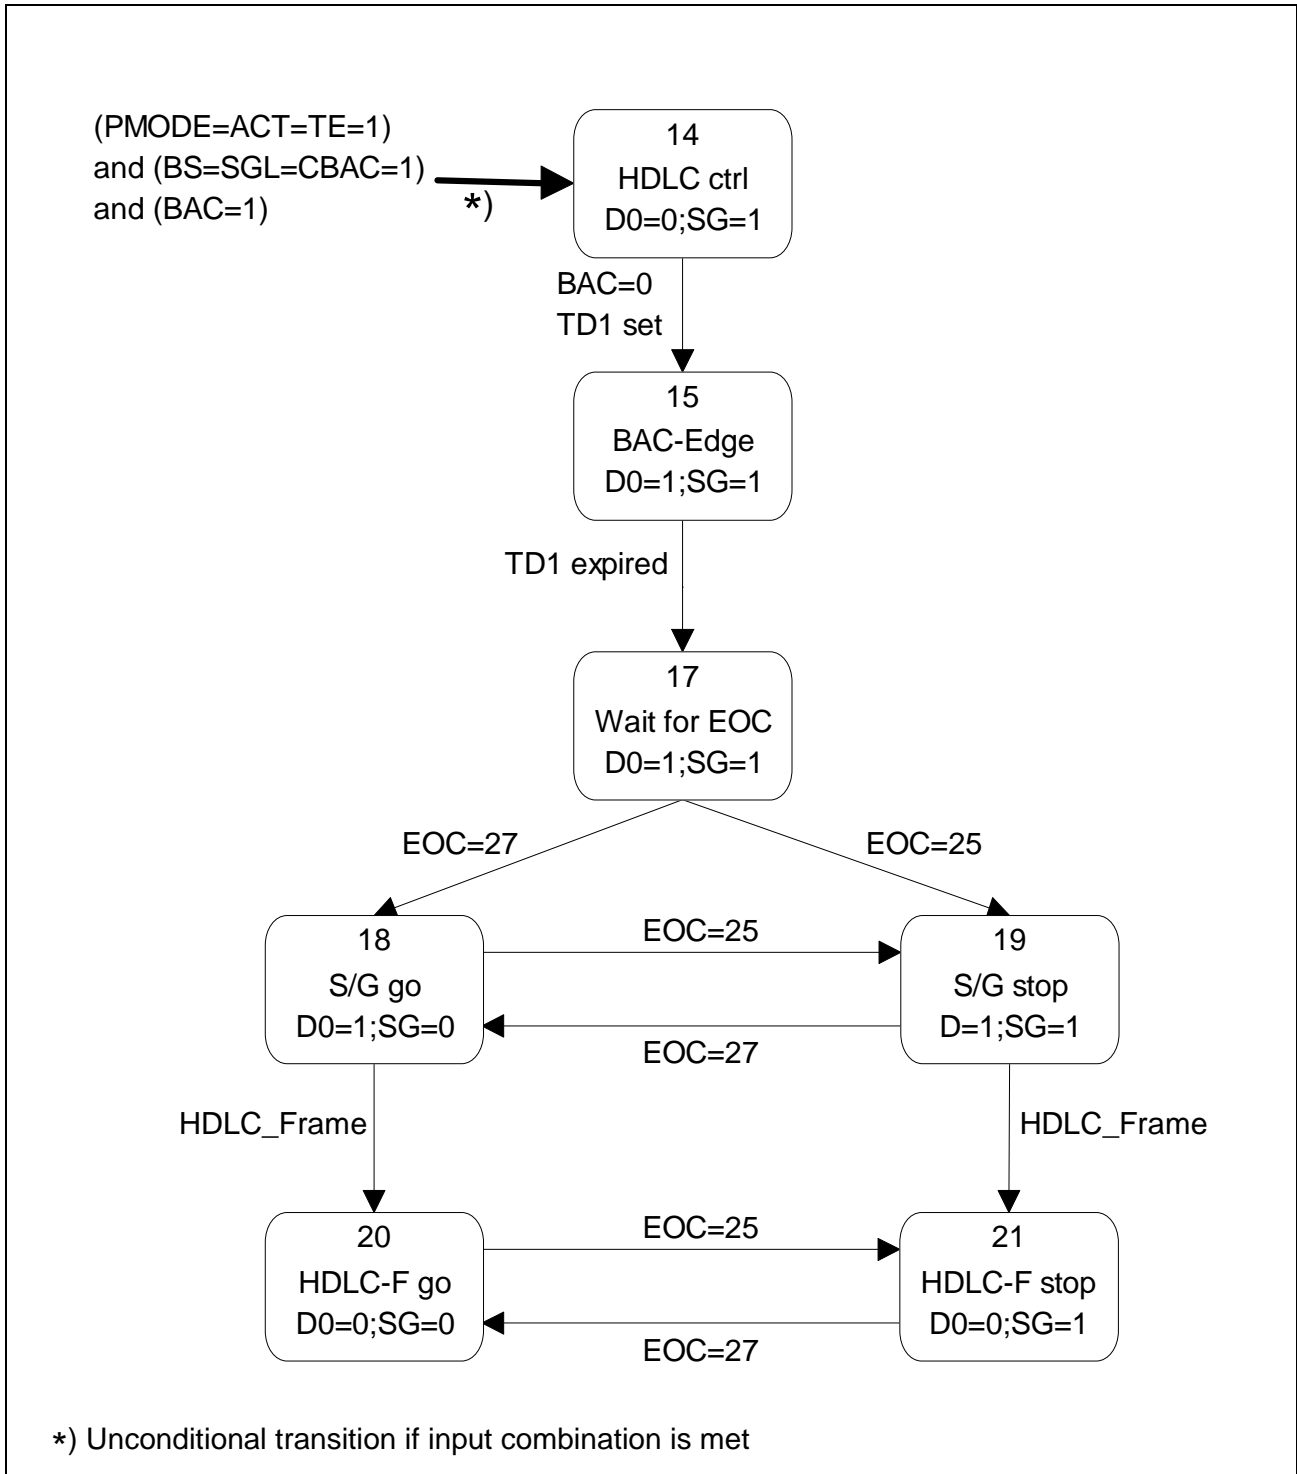 (PMODE=ACT=TE=1)
and (BS=SGL=CBAC=1)
and (BAC=1)
*)
14
HDLC ctrl
D0=0;SG=1
BAC=0
TD1 set
15
BAC-Edge
D0=1;SG=1
TD1 expired
17
Wait for EOC
D0=1;SG=1
EOC=27
EOC=25
18
S/G go
D0=1;SG=0
EOC=25
EOC=27
19
S/G stop
D=1;SG=1
HDLC_Frame
HDLC_Frame
20
HDLC-F go
D0=0;SG=0
EOC=25
EOC=27
21
HDLC-F stop
D0=0;SG=1
*) Unconditional transition if input combination is met